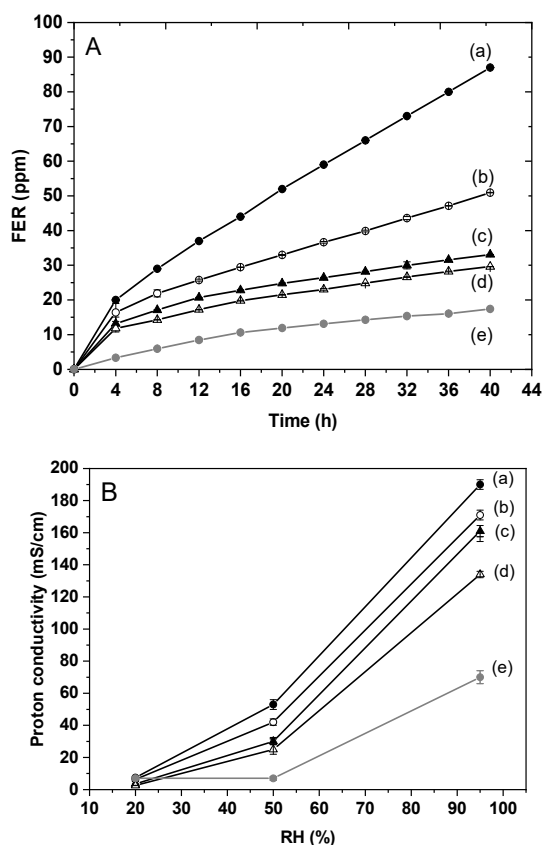 A
100
90
80
70
60
50
40
30
20
10
0
FER (ppm)
(a)
(b)
(c)
(d)
(e)
0 4 8 12 16 20 24 28 32 36 40 44
Time (h)
B
200
180
160
140
120
100
80
60
40
20
0
Proton conductivity (mS/cm)
(a)
(b)
(c)
(d)
(e)
10 20 30 40 50 60 70 80 90 100
RH (%)